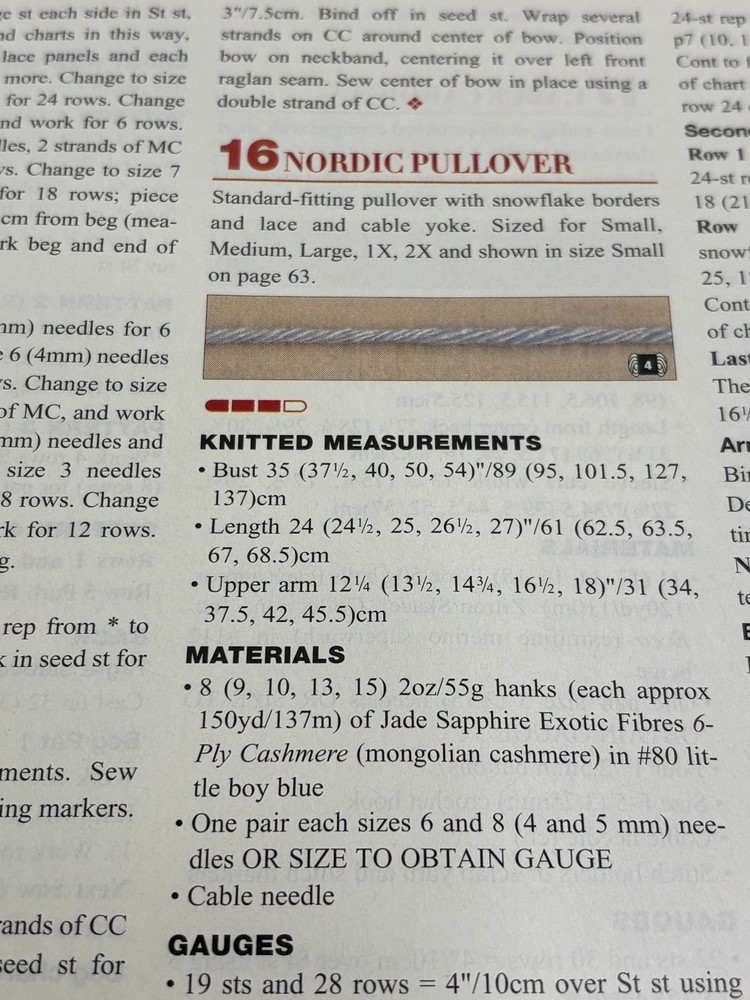 ge st each side in St st,
nd charts in this way,
lace panels and each
more. Change to size
for 24 rows. Change
nd work for 6 rows.
lles, 2 strands of MC
vs. Change to size 7
for 18 rows; piece
cm from beg (mea-
rk beg and end of
mm) needles for 6
e 6 (4mm) needles
vs. Change to size
of MC, and work
mm) needles and
size 3 needles
8 rows. Change
rk for 12 rows.
g.
rep from * to
k in seed st for
ments. Sew
ing markers.
rands of CC
seed st for
3"/7.5cm. Bind off in seed st. Wrap several
strands on CC around center of bow. Position
bow on neckband, centering it over left front
raglan seam. Sew center of bow in place using a
double strand of CC. ❖
16 NORDIC PULLOVER
Standard-fitting pullover with snowflake borders
and lace and cable yoke. Sized for Small,
Medium, Large, 1X, 2X and shown in size Small
on page 63.
4
KNITTED MEASUREMENTS
• Bust 35 (37½, 40, 50, 54)"/89 (95, 101.5, 127,
137)cm
• Length 24 (24½, 25, 26½, 27)"/61 (62.5, 63.5,
67, 68.5)cm
• Upper arm 12¼ (13½, 14¾, 16½, 18)"/31 (34,
37.5, 42, 45.5)cm
MATERIALS
• 8 (9, 10, 13, 15) 2oz/55g hanks (each approx
150yd/137m) of Jade Sapphire Exotic Fibres 6-
Ply Cashmere (mongolian cashmere) in #80 lit-
tle boy blue
• One pair each sizes 6 and 8 (4 and 5 mm) nee-
dles OR SIZE TO OBTAIN GAUGE
• Cable needle
GAUGES
• 19 sts and 28 rows = 4"/10cm over St st using
24-st rep
p7 (10, 1
Cont to
of chart
row 24
Second
Row 1
24-st r
18 (21
Row
snowf
25, 1
Cont
of ch
Last
The
16½
Arr
Bin
De
tin
N
te